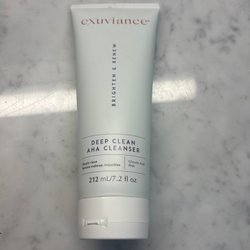 exuviance®
BRIGHTEN & RENEW
DEEP CLEAN
AHA CLEANSER
212 mL/7.2 fl oz